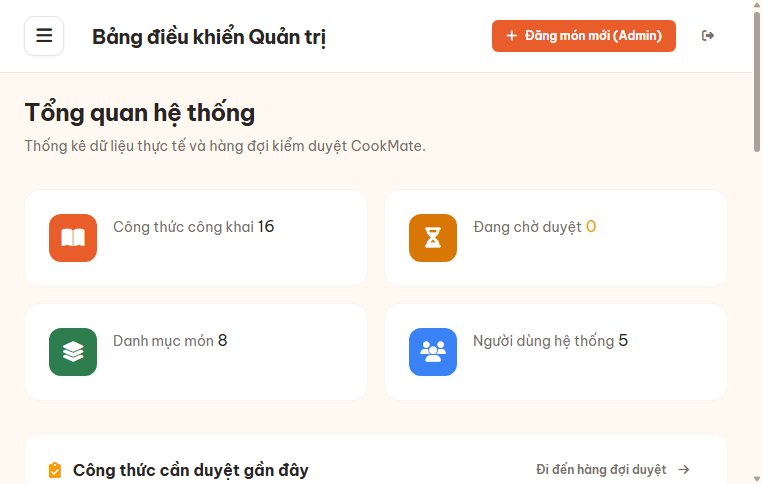 Bảng điều khiển Quản trị
Đăng món mới (Admin)
Tổng quan hệ thống
Thống kê dữ liệu thực tế và hàng đợi kiểm duyệt CookMate.
Công thức công khai 16
Đang chờ duyệt 0
Danh mục món 8
Người dùng hệ thống 5
Công thức cần duyệt gần đây
Đi đến hàng đợi duyệt